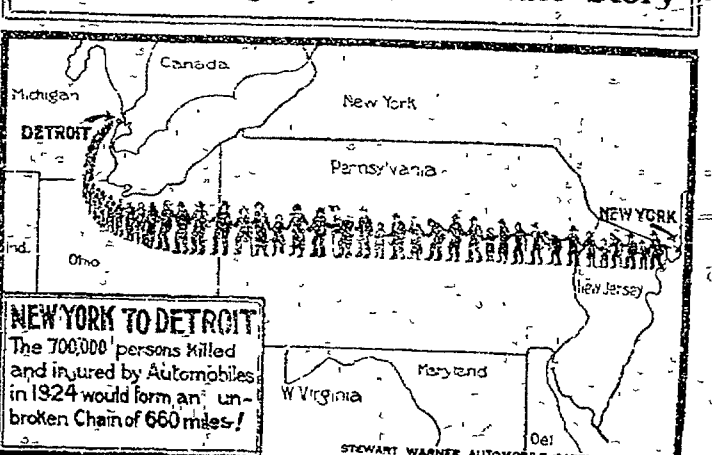 Story
Canada
Michigan
New York
DETROIT
Pennsylvania
NEW YORK
Ind.
Ohio
New Jersey
NEW YORK TO DETROIT
The 700,000 persons killed
and injured by Automobiles
in 1924 would form an un-
broken Chain of 660 miles!
W Virginia
Maryland
Del
STEWART WARNER